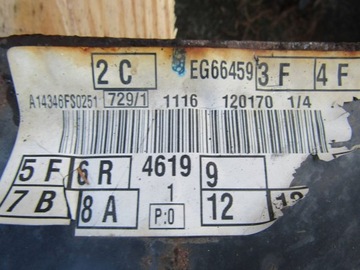 2C EG66459 3F 4F
A14346FS0251 729/1 1116 120170 1/4
5F 6R 4619 9
7B 8A 1 P:0 12